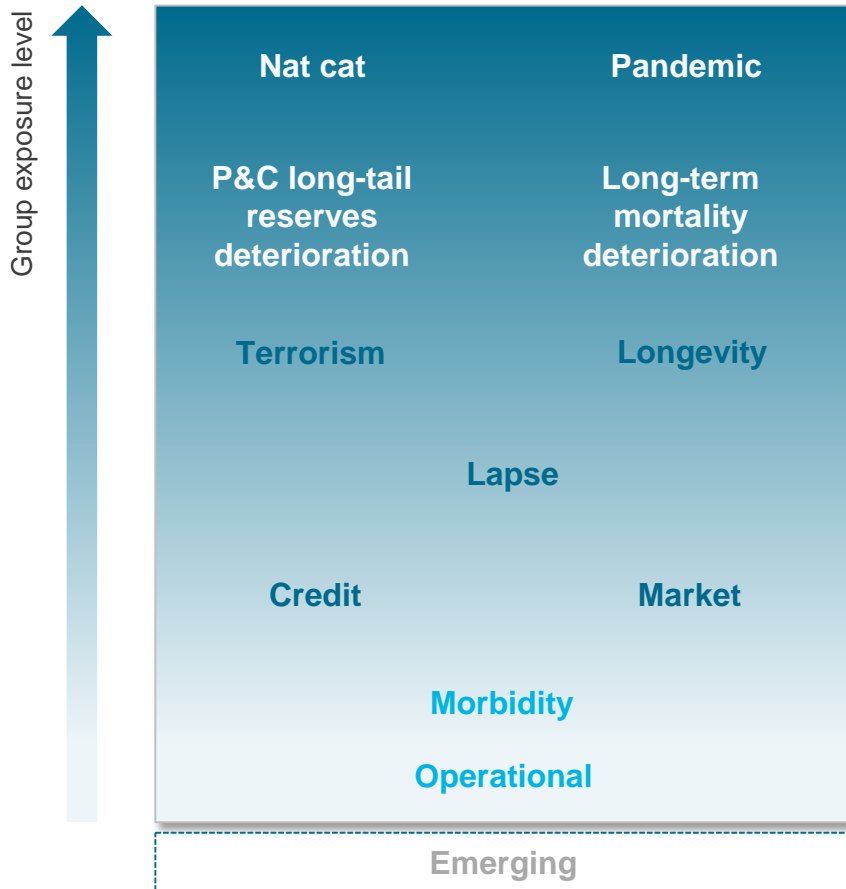 Group exposure level
Nat cat
Pandemic
P&C long-tail
reserves
deterioration
Long-term
mortality
deterioration
Terrorism
Longevity
Lapse
Credit
Market
Morbidity
Operational
Emerging